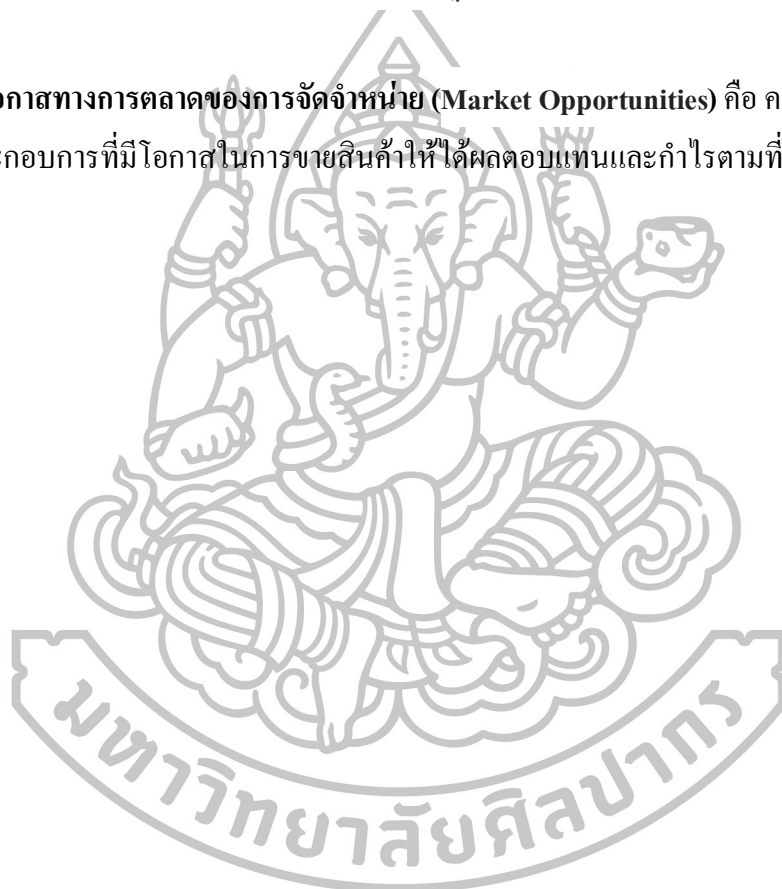 โอกาสทางการตลาดของการจัดจำหน่าย (Market Opportunities) คือ
ะกอบการที่มีโอกาสในการขายสินค้าให้ได้ผลตอบแทนและกำไรตามที่
มหาวิทยาลัยศิลปากร